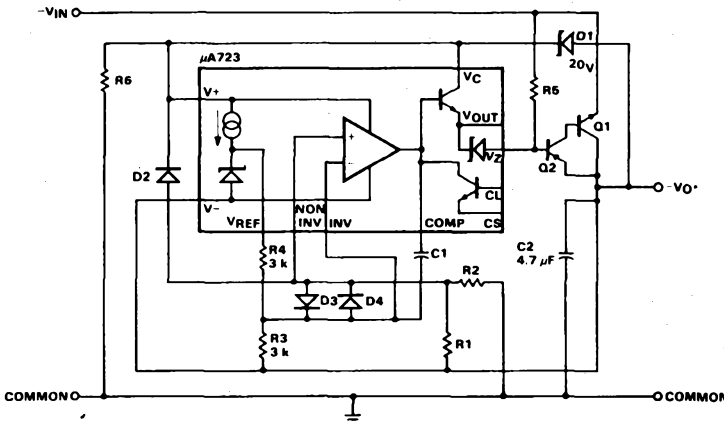 -VIN
D1
20V
μA723
R6
VC
R5
V+
VOUT
Q1
+
-
VZ
Q2
D2
-VO
CL
V-
VREF
NON
INV
INV
COMP
CS
R4
3 k
C1
C2
4.7 μF
R2
D3
D4
R3
3 k
R1
COMMON
COMMON